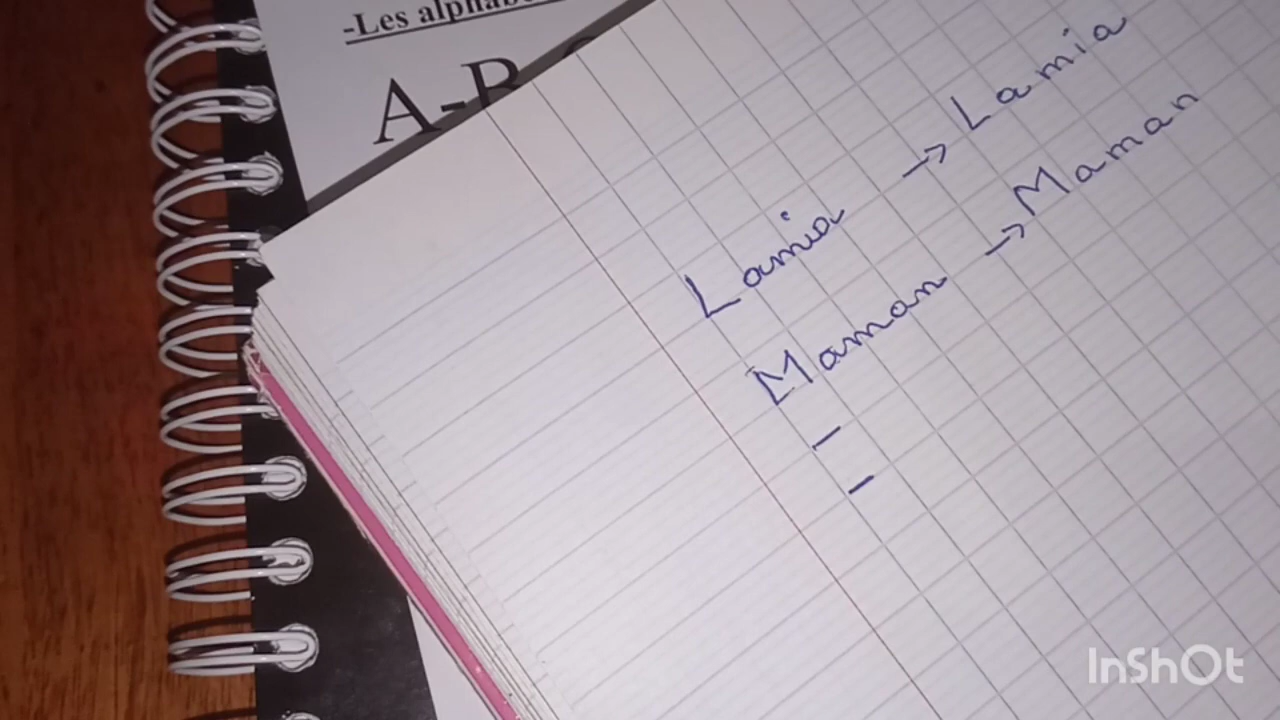 -Les alphabe
A-B
Lamia → Lamia
Maman → Maman
-
-
InShOt